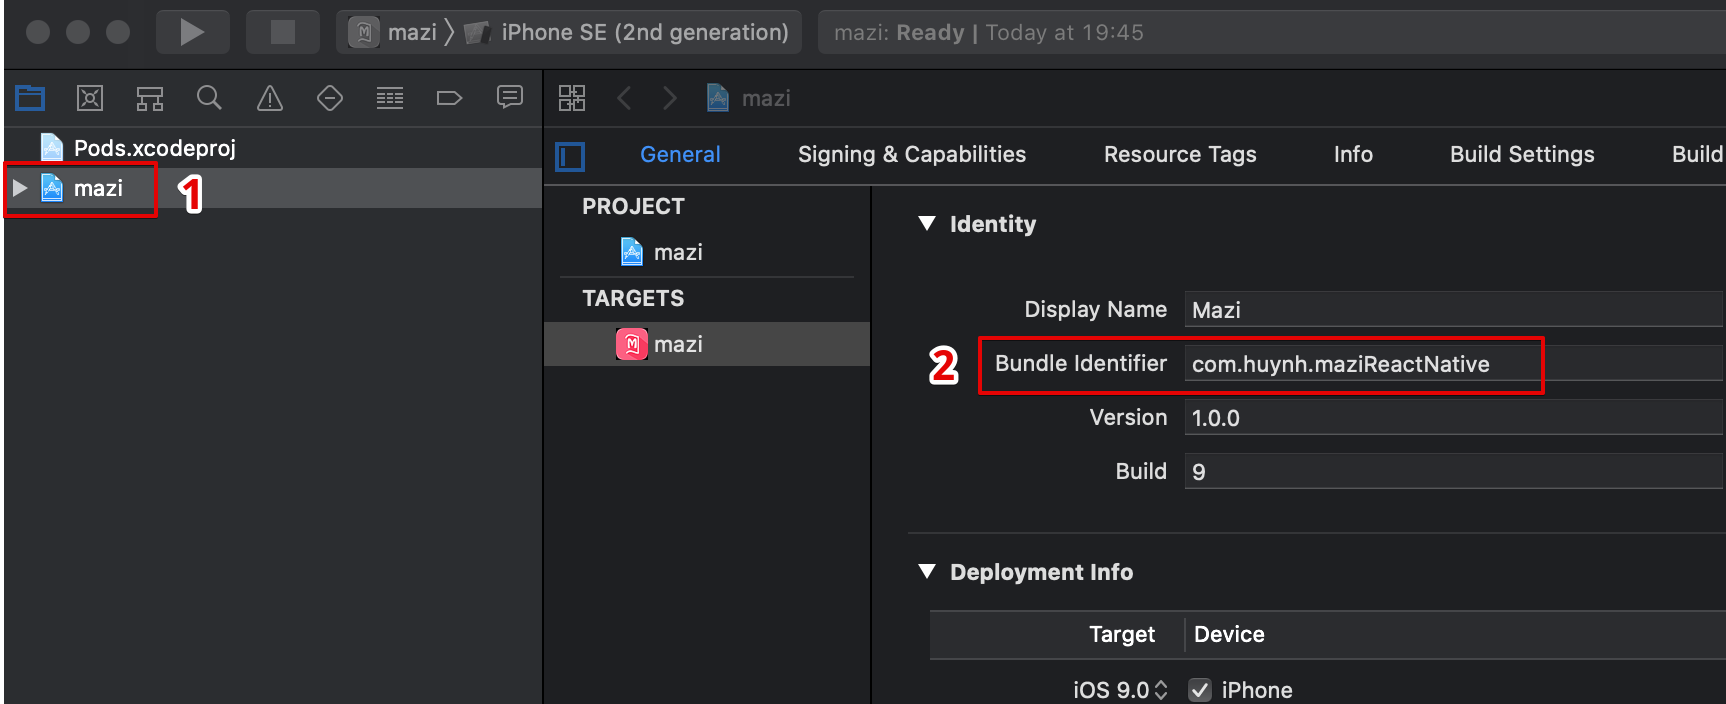 mazi iPhone SE (2nd generation) mazi: Ready | Today at 19:45
mazi
Pods.xcodeproj
mazi
1
General Signing & Capabilities Resource Tags Info Build Settings Build
PROJECT
mazi
TARGETS
mazi
Identity
Display Name Mazi
2 Bundle Identifier com.huynh.maziReactNative
Version 1.0.0
Build 9
Deployment Info
Target Device
iOS 9.0 iPhone